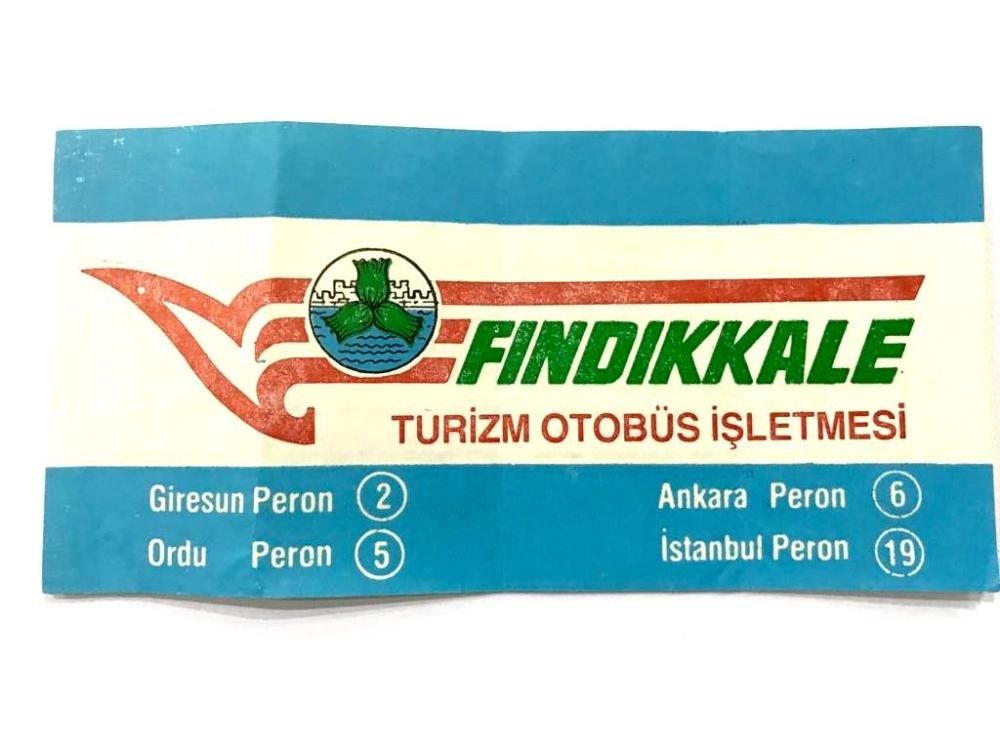 FINDIKKALE
TURİZM OTOBÜS İŞLETMESİ
Giresun Peron 2
Ordu Peron 5
Ankara Peron 6
İstanbul Peron 19